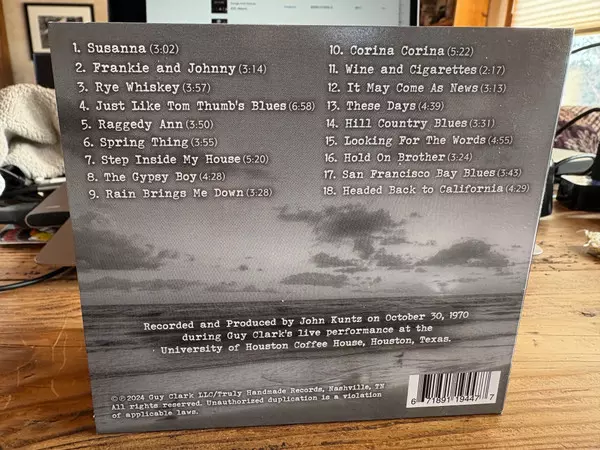 1. Susanna (3:02)
2. Frankie and Johnny (3:14)
3. Rye Whiskey (3:57)
4. Just Like Tom Thumb's Blues (6:58)
5. Raggedy Ann (3:50)
6. Spring Thing (3:55)
7. Step Inside My House (5:20)
8. The Gypsy Boy (4:28)
9. Rain Brings Me Down (3:28)
10. Corina Corina (5:22)
11. Wine and Cigarettes (2:17)
12. It May Come As News (3:13)
13. These Days (4:39)
14. Hill Country Blues (3:31)
15. Looking For The Words (4:55)
16. Hold On Brother (3:24)
17. San Francisco Bay Blues (3:43)
18. Headed Back to California (4:29)
Recorded and Produced by John Kuntz on October 30, 1970
during Guy Clark's live performance at the
University of Houston Coffee House, Houston, Texas.
©℗ 2024 Guy Clark LLC/Truly Handmade Records, Nashville, TN
All rights reserved. Unauthorized duplication is a violation
of applicable laws.
6 71891 19447 7